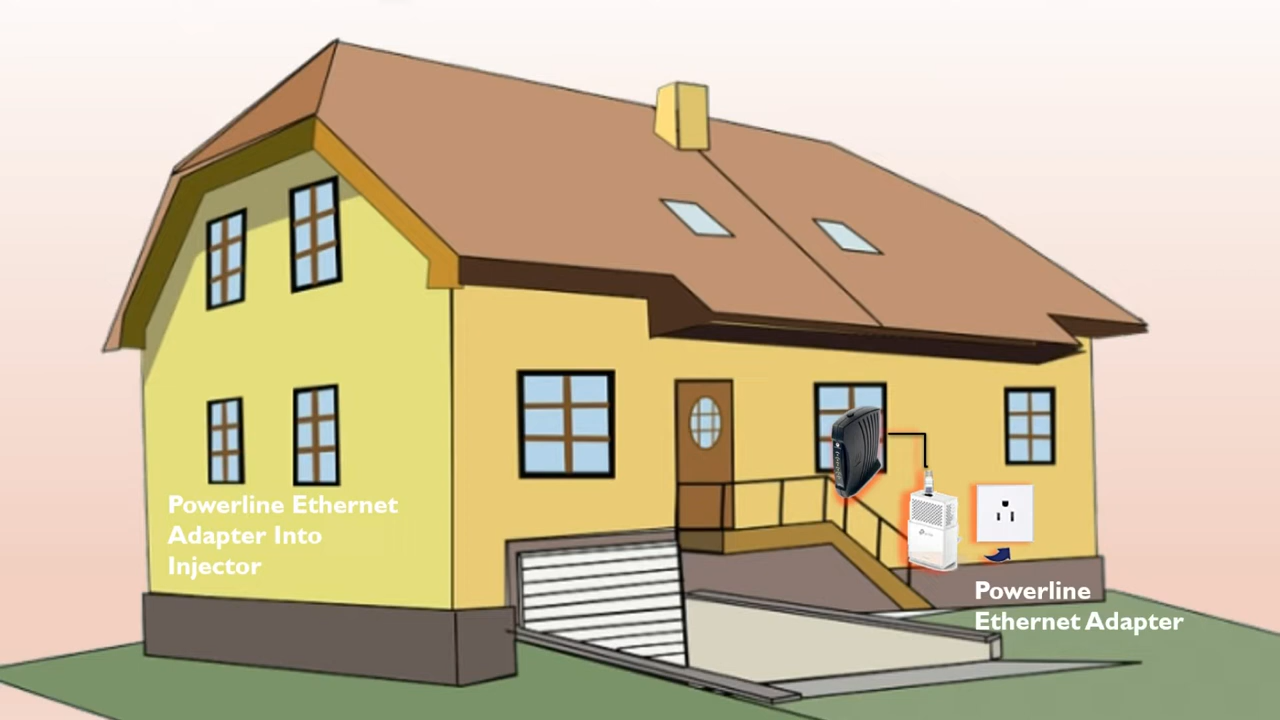 Powerline Ethernet
Adapter Into
Injector
Powerline
Ethernet Adapter